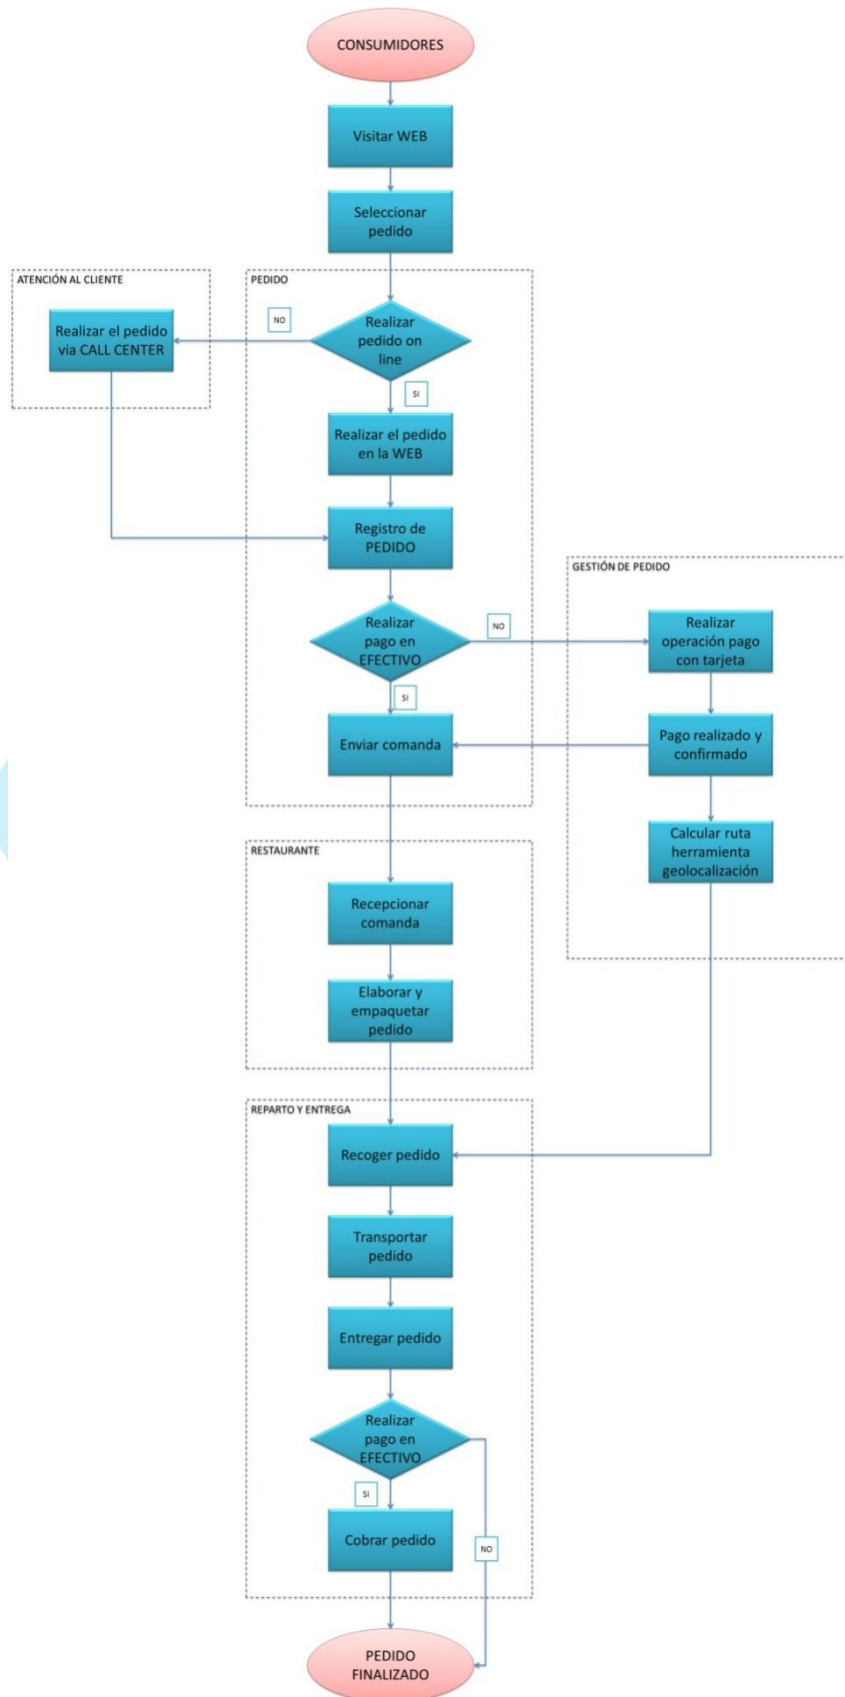 CONSUMIDORES
Visitar WEB
Seleccionar
pedido
ATENCIÓN AL CLIENTE
Realizar el pedido
via CALL CENTER
PEDIDO
NO
Realizar
pedido on
line
SI
Realizar el pedido
en la WEB
Registro de
PEDIDO
Realizar
pago en
EFECTIVO
NO
SI
Enviar comanda
GESTIÓN DE PEDIDO
Realizar
operación pago
con tarjeta
Pago realizado y
confirmado
Calcular ruta
herramienta
geolocalización
RESTAURANTE
Recepcionar
comanda
Elaborar y
empaquetar
pedido
REPARTO Y ENTREGA
Recoger pedido
Transportar
pedido
Entregar pedido
Realizar
pago en
EFECTIVO
SI
Cobrar pedido
NO
PEDIDO
FINALIZADO